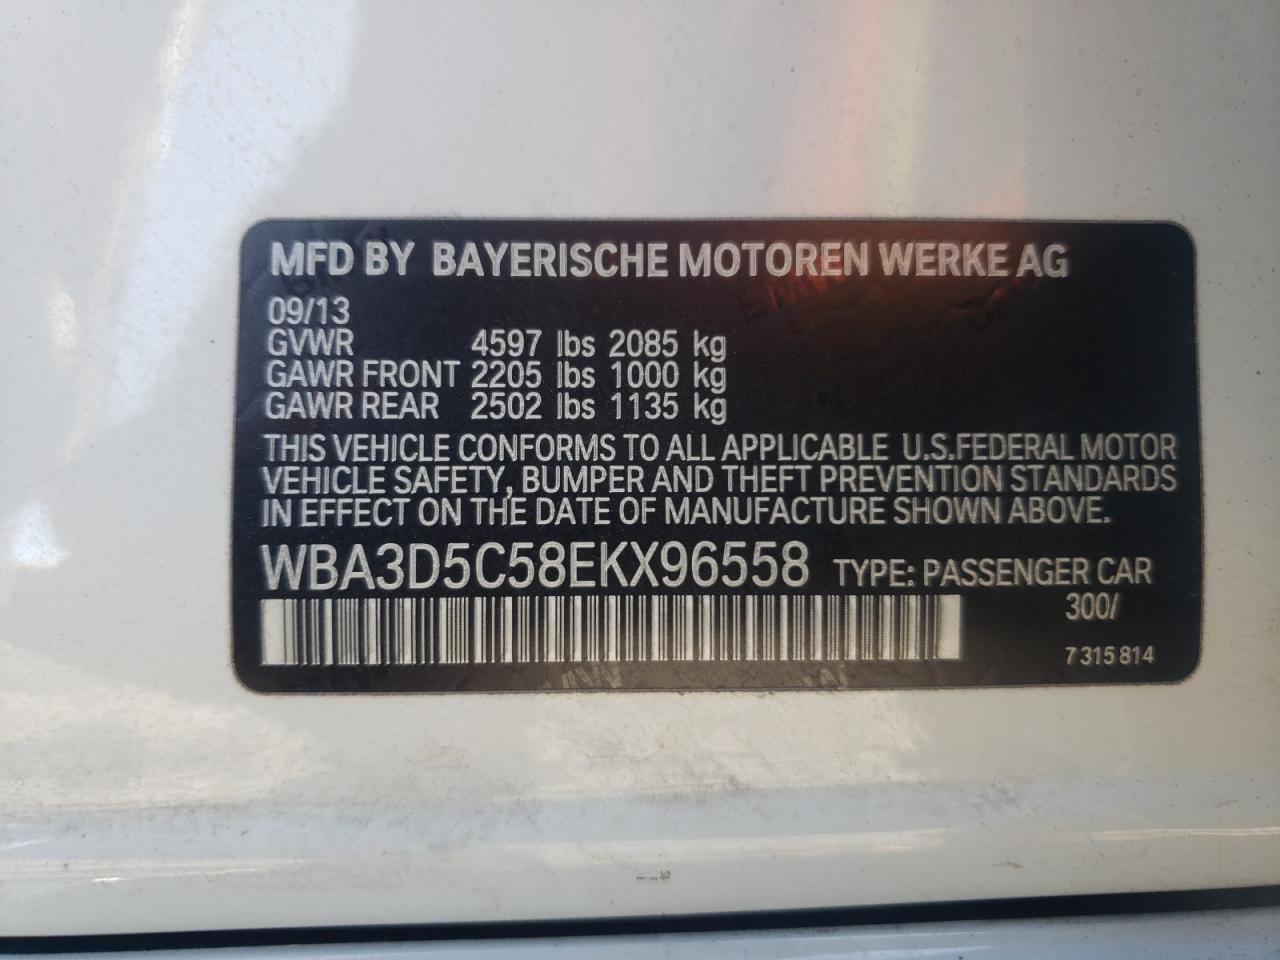 MFD BY BAYERISCHE MOTOREN WERKE AG
09/13
GVWR 4597 lbs 2085 kg
GAWR FRONT 2205 lbs 1000 kg
GAWR REAR 2502 lbs 1135 kg
THIS VEHICLE CONFORMS TO ALL APPLICABLE U.S.FEDERAL MOTOR
VEHICLE SAFETY, BUMPER AND THEFT PREVENTION STANDARDS
IN EFFECT ON THE DATE OF MANUFACTURE SHOWN ABOVE.
WBA3D5C58EKX96558 TYPE: PASSENGER CAR
300/
7 315 814